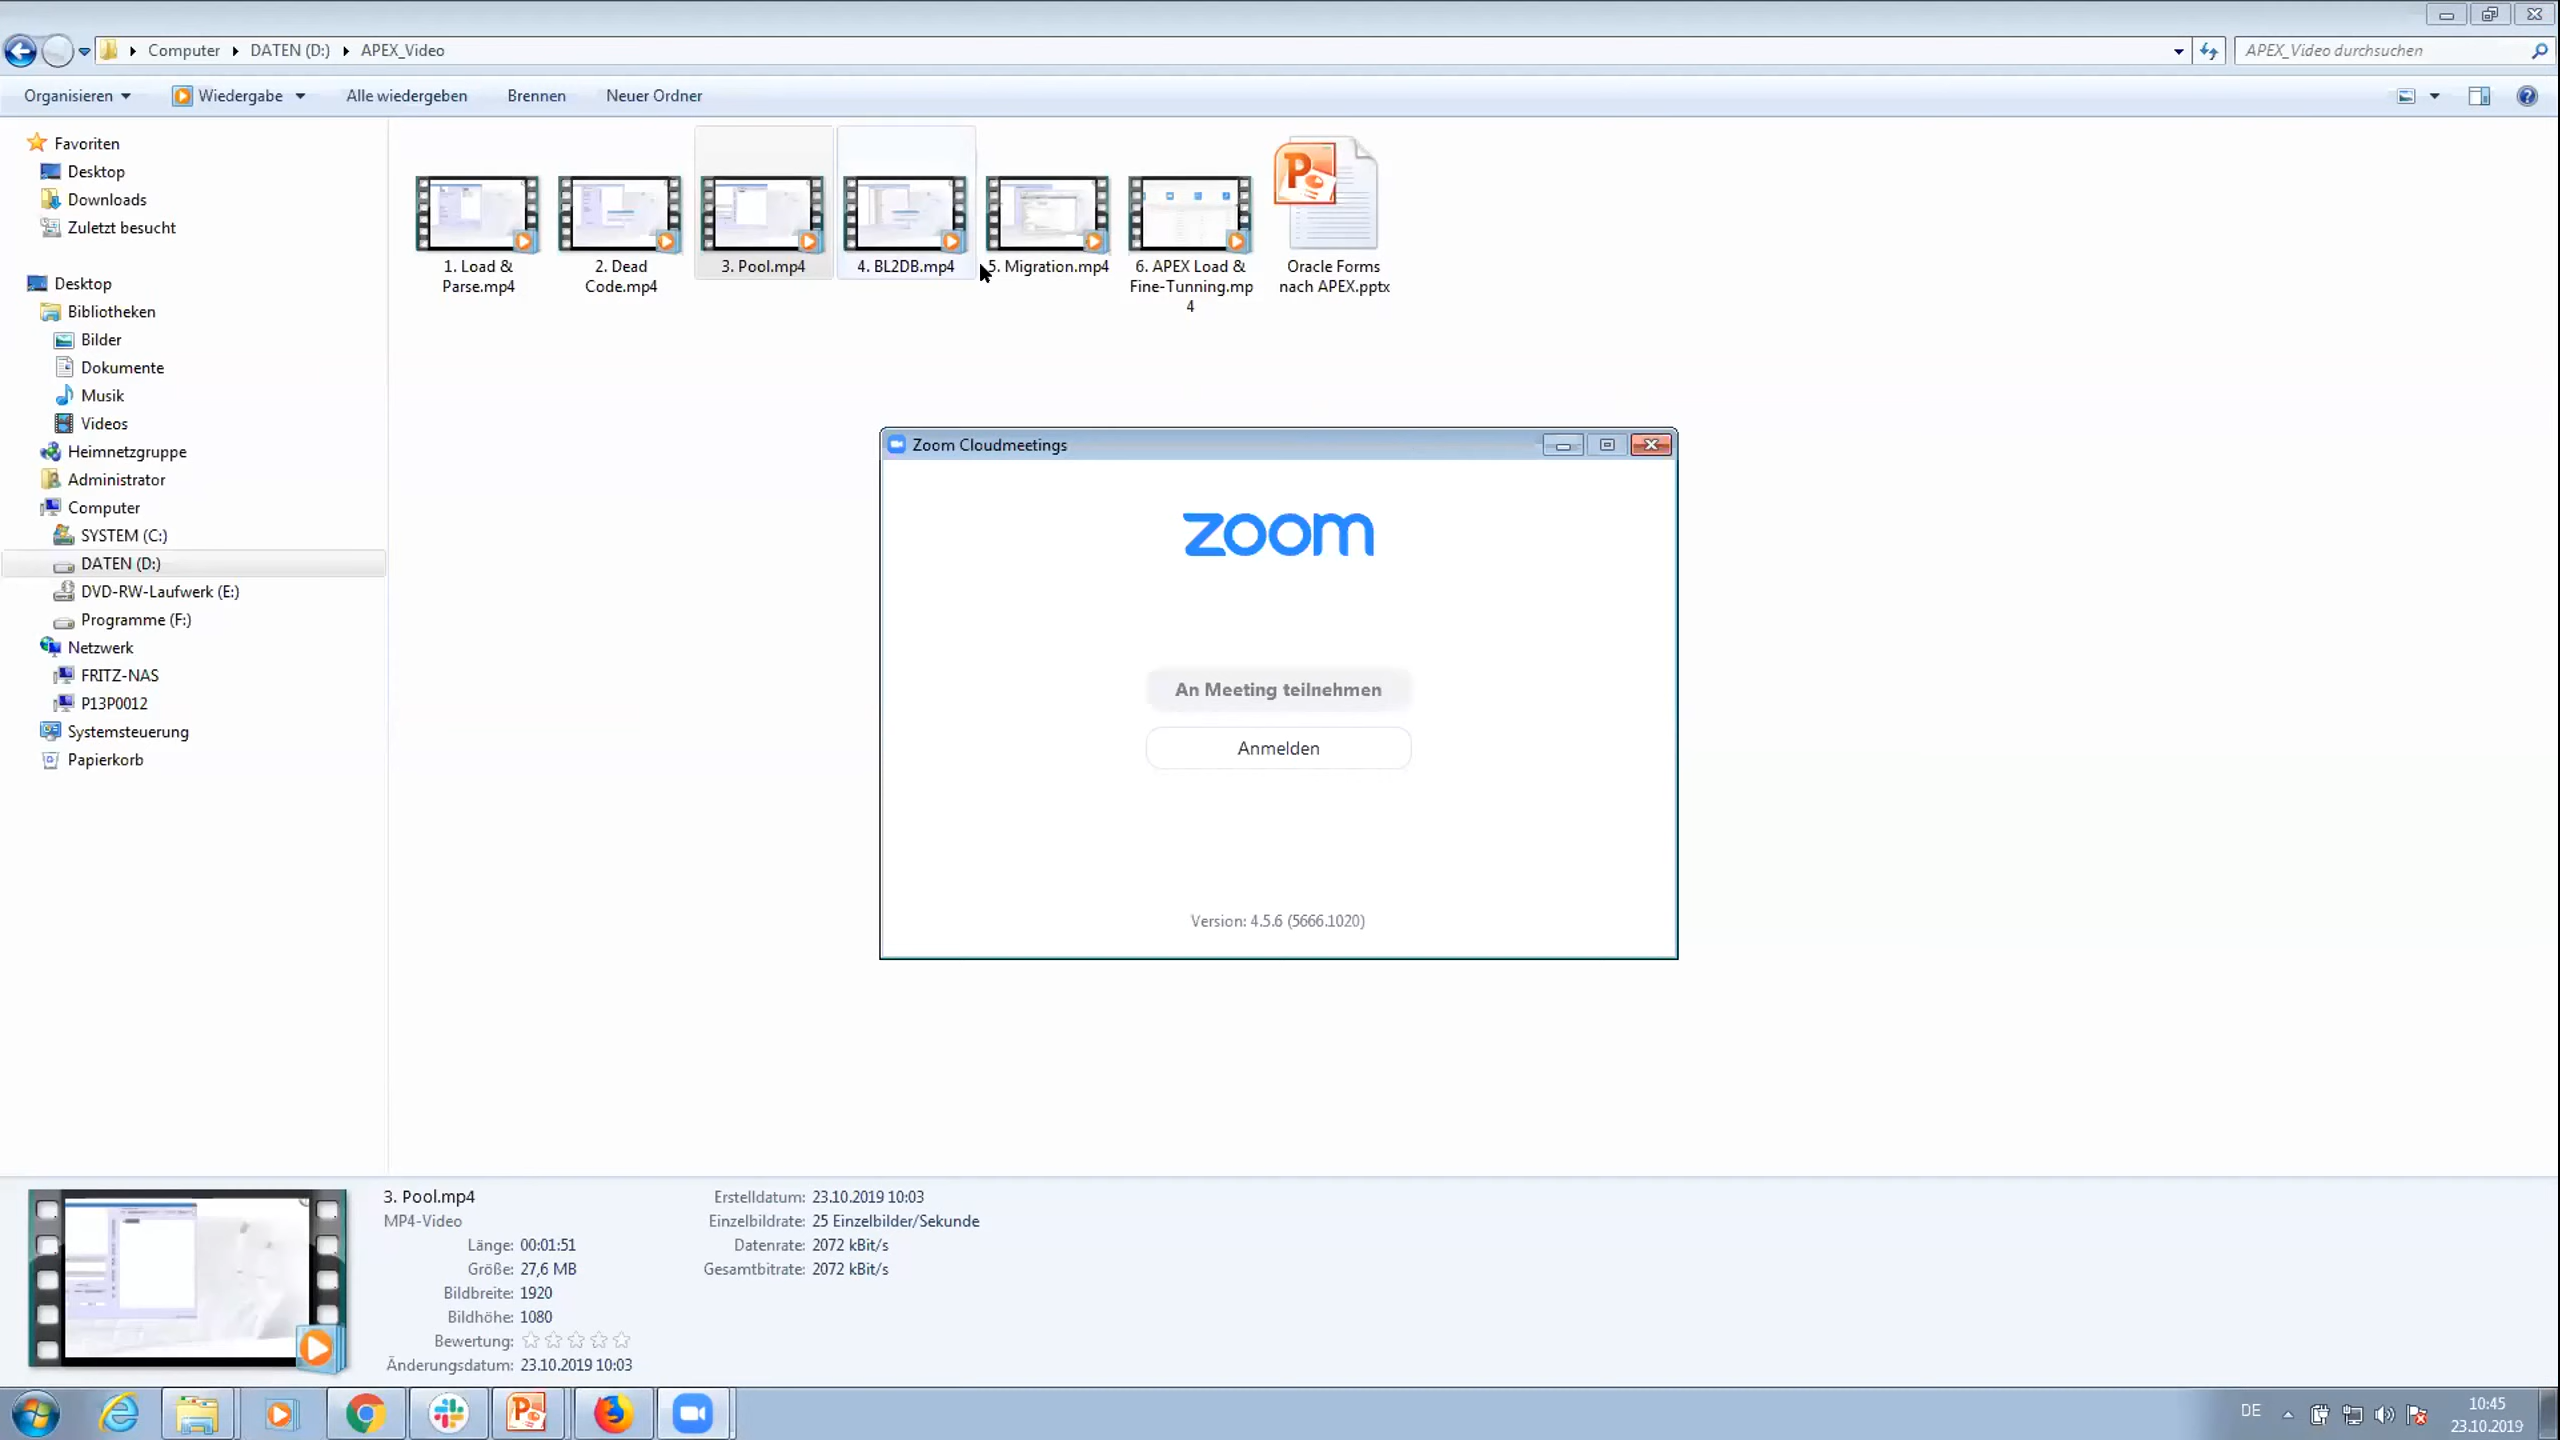 Computer
DATEN (D:)
APEX_Video
APEX_Video durchsuchen
Organisieren
Wiedergabe
Alle wiedergeben
Brennen
Neuer Ordner
Favoriten
Desktop
Downloads
Zuletzt besucht
Desktop
Bibliotheken
Bilder
Dokumente
Musik
Videos
Heimnetzgruppe
Administrator
Computer
SYSTEM (C:)
DATEN (D:)
DVD-RW-Laufwerk (E:)
Programme (F:)
Netzwerk
FRITZ-NAS
P13P0012
Systemsteuerung
Papierkorb
1. Load &
Parse.mp4
2. Dead
Code.mp4
3. Pool.mp4
4. BL2DB.mp4
5. Migration.mp4
6. APEX Load &
Fine-Tunning.mp
4
Oracle Forms
nach APEX.pptx
Zoom Cloudmeetings
zoom
An Meeting teilnehmen
Anmelden
Version: 4.5.6 (5666.1020)
3. Pool.mp4
MP4-Video
Länge: 00:01:51
Größe: 27,6 MB
Bildbreite: 1920
Bildhöhe: 1080
Bewertung:
Änderungsdatum: 23.10.2019 10:03
Erstelldatum: 23.10.2019 10:03
Einzelbildrate: 25 Einzelbilder/Sekunde
Datenrate: 2072 kBit/s
Gesamtbitrate: 2072 kBit/s
DE
10:45
23.10.2019